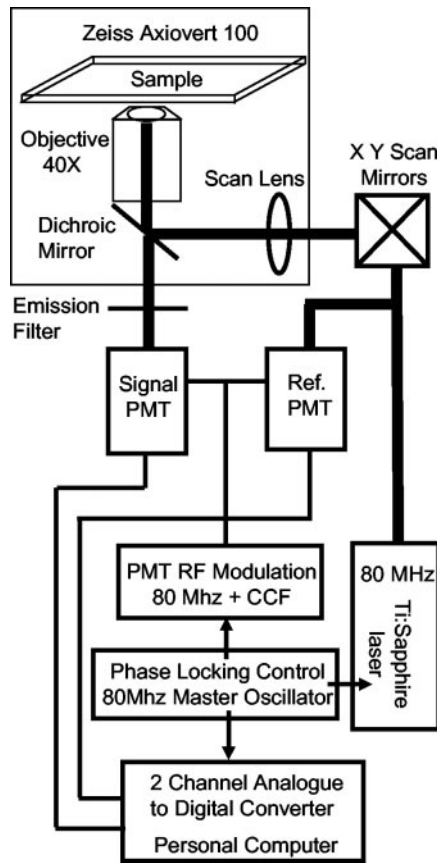 Zeiss Axiovert 100
Sample
Objective
40X
X Y Scan
Mirrors
Scan Lens
Dichroic
Mirror
Emission
Filter
Signal
PMT
Ref.
PMT
80 MHz
Ti:Sapphire
laser
PMT RF Modulation
80 Mhz + CCF
Phase Locking Control
80Mhz Master Oscillator
2 Channel Analogue
to Digital Converter
Personal Computer